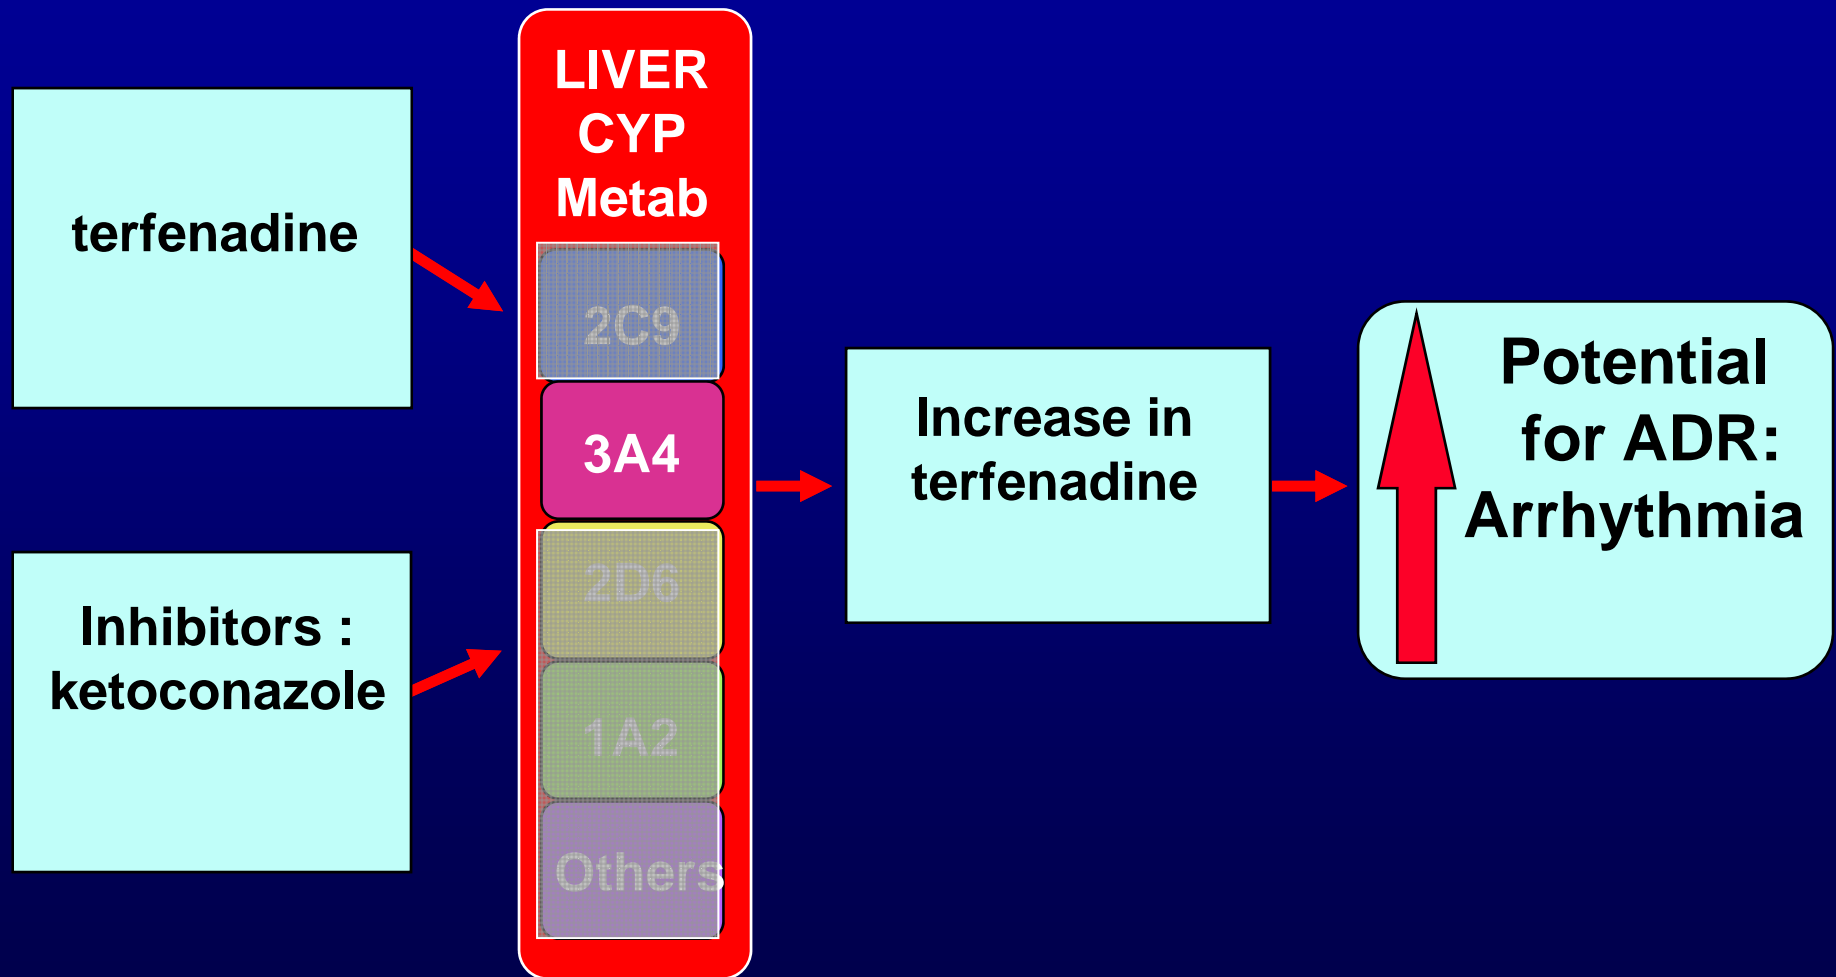 terfenadine
Inhibitors :
ketoconazole
LIVER
CYP
Metab
2C9
3A4
2D6
1A2
Others
Increase in
terfenadine
Potential
for ADR:
Arrhythmia